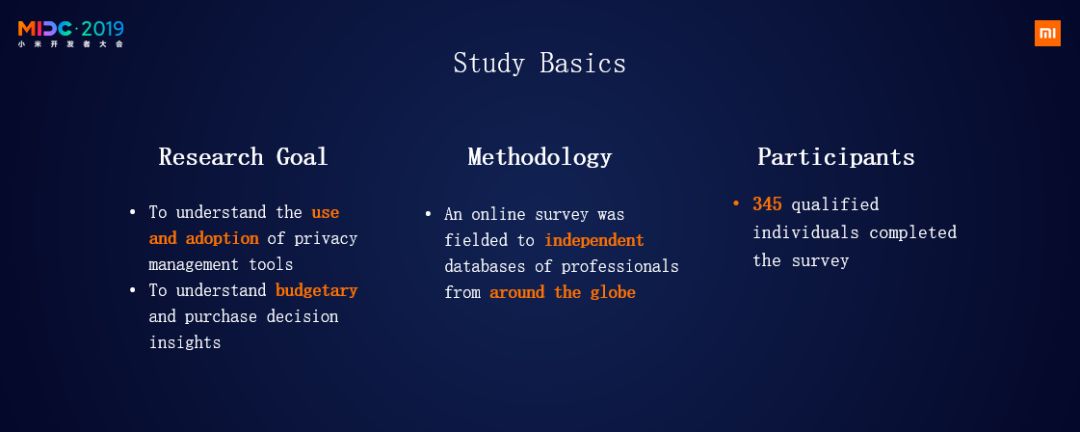 MIDC·2019
小米开发者大会
Study Basics
Research Goal
• To understand the use
and adoption of privacy
management tools
• To understand budgetary
and purchase decision
insights
Methodology
• An online survey was
fielded to independent
databases of professionals
from around the globe
Participants
• 345 qualified
individuals completed
the survey
mi